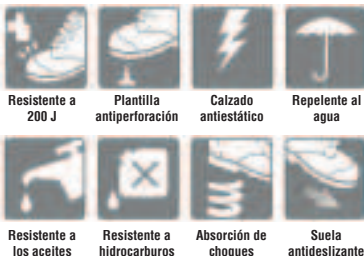 Resistente a
200 J
Plantilla
antiperforación
Calzado
antiestático
Repelente al
agua
Resistente a
los aceites
Resistente a
hidrocarburos
Absorción de
choques
Suela
antideslizante